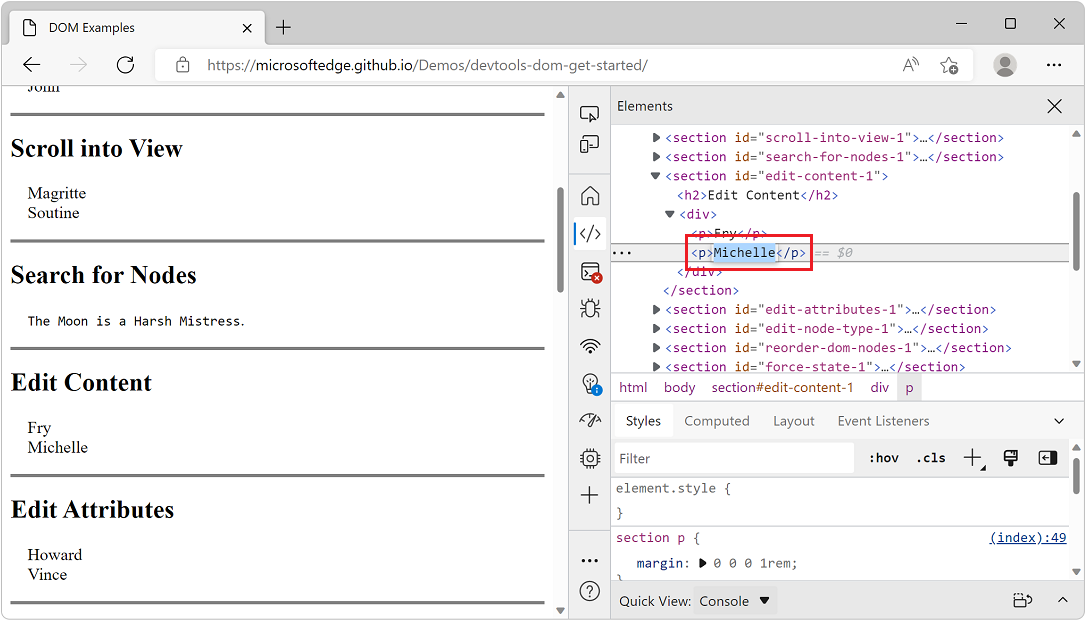 DOM Examples
https://microsoftedge.github.io/Demos/devtools-dom-get-started/
John
Scroll into View
Magritte
Soutine
Search for Nodes
The Moon is a Harsh Mistress.
Edit Content
Fry
Michelle
Edit Attributes
Howard
Vince
Elements
<section id="scroll-into-view-1">…</section>
<section id="search-for-nodes-1">…</section>
<section id="edit-content-1">
<h2>Edit Content</h2>
<div>
<p>Fry</p>
<p>Michelle</p> == $0
</div>
</section>
<section id="edit-attributes-1">…</section>
<section id="edit-node-type-1">…</section>
<section id="reorder-dom-nodes-1">…</section>
<section id="force-state-1">…</section>
html body section#edit-content-1 div p
Styles Computed Layout Event Listeners
Filter :hov .cls
element.style {
}
section p { (index):49
margin: 0 0 0 1rem;
}
Quick View: Console